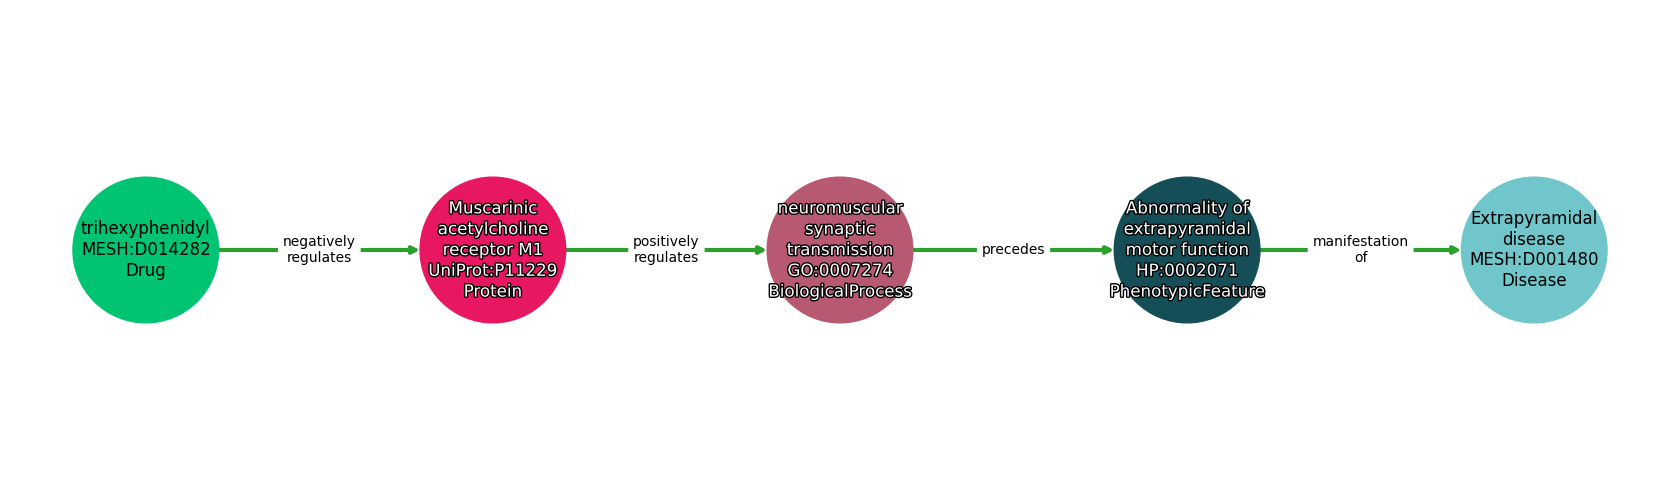 trihexyphenidyl
MESH:D014282
Drug
negatively
regulates
Muscarinic
acetylcholine
receptor M1
UniProt:P11229
Protein
positively
regulates
neuromuscular
synaptic
transmission
GO:0007274
BiologicalProcess
precedes
Abnormality of
extrapyramidal
motor function
HP:0002071
PhenotypicFeature
manifestation
of
Extrapyramidal
disease
MESH:D001480
Disease